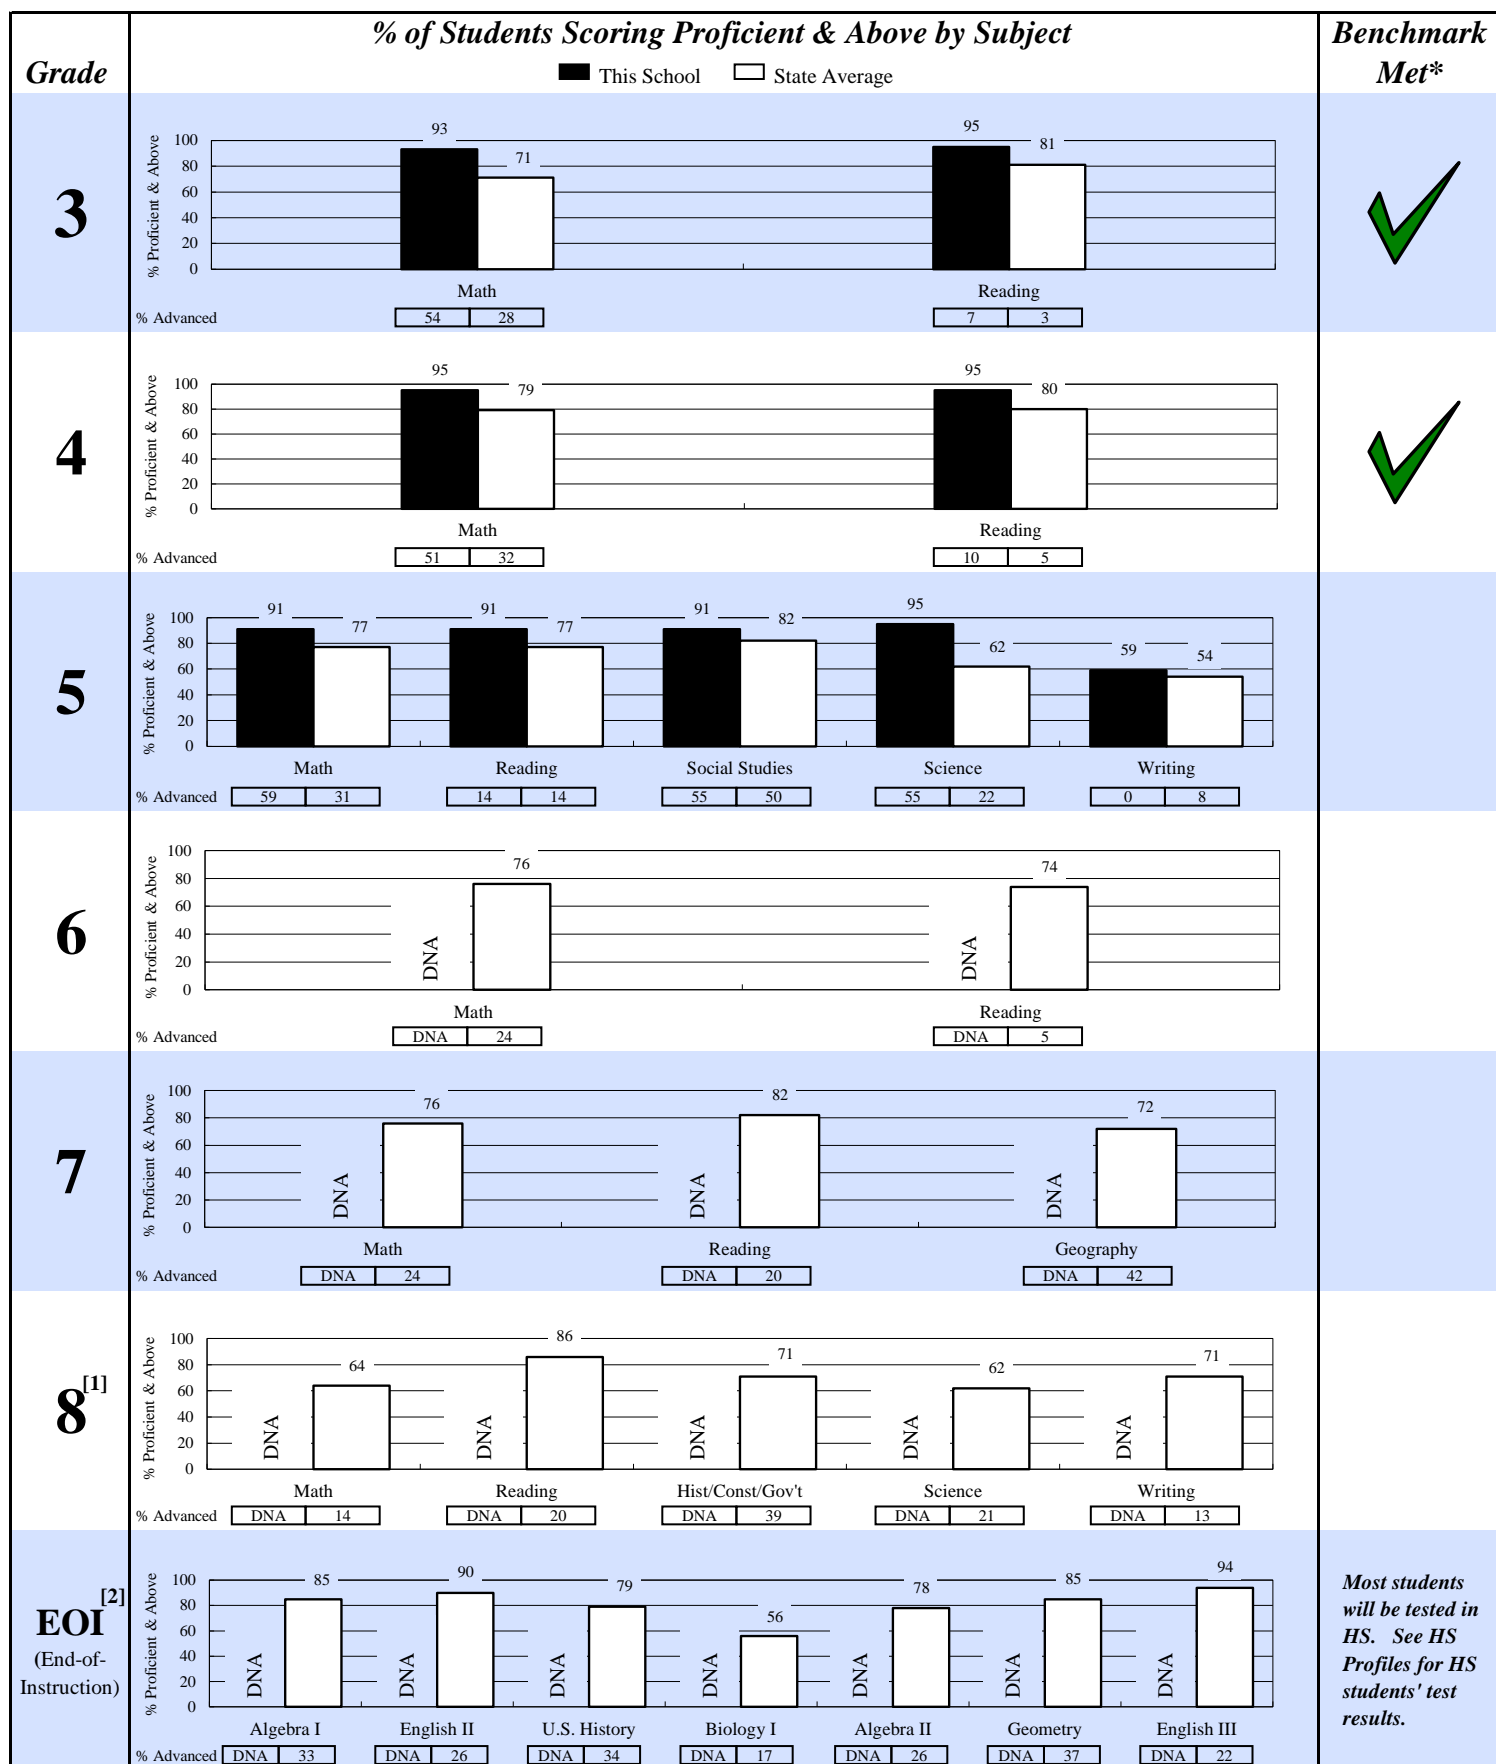 % of Students Scoring Proficient & Above by Subject
Benchmark
Met*
Grade
This School State Average
3
% Proficient & Above
100
80
60
40
20
0
93
71
95
81
Math Reading
% Advanced 54 28 7 3
4
% Proficient & Above
100
80
60
40
20
0
95
79
95
80
Math Reading
% Advanced 51 32 10 5
5
% Proficient & Above
100
80
60
40
20
0
91
77
91
77
91
82
95
62
59
54
Math Reading Social Studies Science Writing
% Advanced 59 31 14 14 55 50 55 22 0 8
6
% Proficient & Above
100
80
60
40
20
0
DNA
76
DNA
74
Math Reading
% Advanced DNA 24 DNA 5
7
% Proficient & Above
100
80
60
40
20
0
DNA
76
DNA
82
DNA
72
Math Reading Geography
% Advanced DNA 24 DNA 20 DNA 42
8[1]
% Proficient & Above
100
80
60
40
20
0
DNA
64
DNA
86
DNA
71
DNA
62
DNA
71
Math Reading Hist/Const/Gov't Science Writing
% Advanced DNA 14 DNA 20 DNA 39 DNA 21 DNA 13
EOI[2]
(End-of-
Instruction)
% Proficient & Above
100
80
60
40
20
0
DNA
85
DNA
90
DNA
79
DNA
56
DNA
78
DNA
85
DNA
94
Algebra I English II U.S. History Biology I Algebra II Geometry English III
% Advanced DNA 33 DNA 26 DNA 34 DNA 17 DNA 26 DNA 37 DNA 22
Most students
will be tested in
HS. See HS
Profiles for HS
students' test
results.